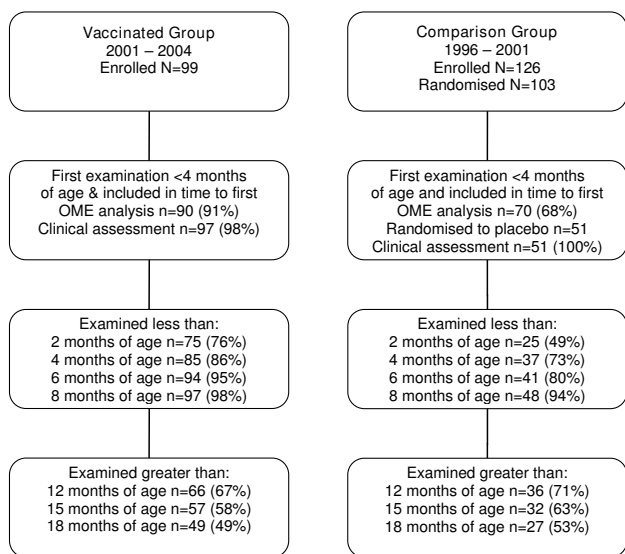 Vaccinated Group
2001 – 2004
Enrolled N=99
Comparison Group
1996 – 2001
Enrolled N=126
Randomised N=103
First examination <4 months
of age & included in time to first
OME analysis n=90 (91%)
Clinical assessment n=97 (98%)
First examination <4 months
of age and included in time to first
OME analysis n=70 (68%)
Randomised to placebo n=51
Clinical assessment n=51 (100%)
Examined less than:
2 months of age n=75 (76%)
4 months of age n=85 (86%)
6 months of age n=94 (95%)
8 months of age n=97 (98%)
Examined less than:
2 months of age n=25 (49%)
4 months of age n=37 (73%)
6 months of age n=41 (80%)
8 months of age n=48 (94%)
Examined greater than:
12 months of age n=66 (67%)
15 months of age n=57 (58%)
18 months of age n=49 (49%)
Examined greater than:
12 months of age n=36 (71%)
15 months of age n=32 (63%)
18 months of age n=27 (53%)